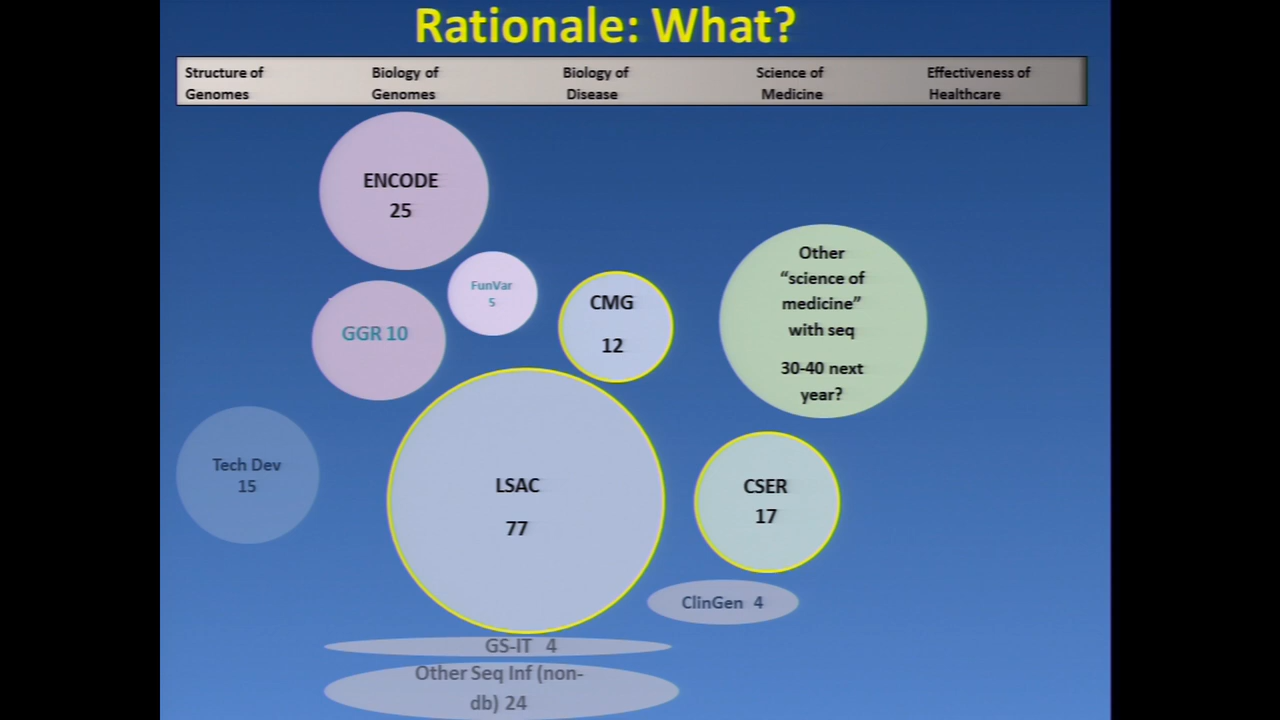 Rationale: What?
Structure of
Genomes
Biology of
Genomes
Biology of
Disease
Science of
Medicine
Effectiveness of
Healthcare
ENCODE
25
FunVar
5
GGR 10
CMG
12
Other
“science of
medicine”
with seq
30-40 next
year?
Tech Dev
15
LSAC
77
CSER
17
ClinGen 4
GS-IT 4
Other Seq Inf (non-
db) 24